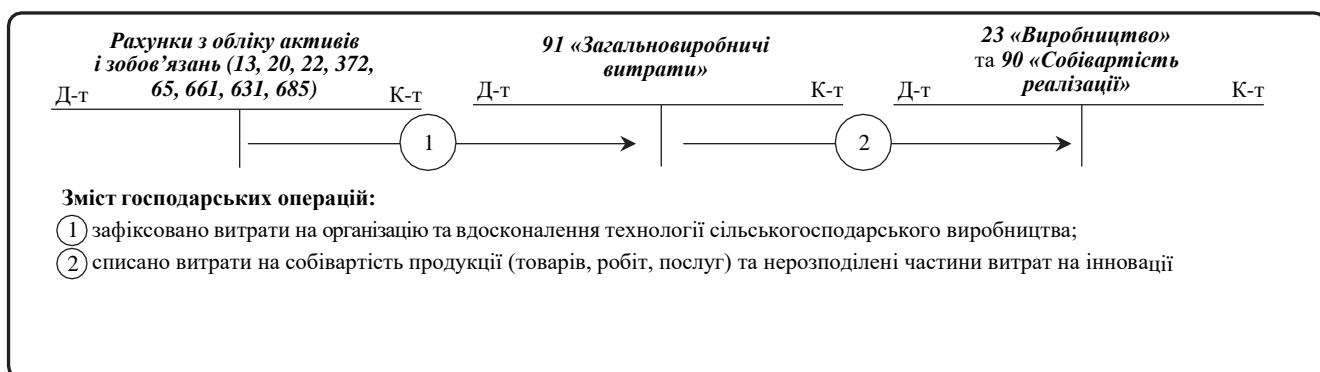 Рахунки з обліку активів
і зобов’язань (13, 20, 22, 372,
65, 661, 631, 685)
Д-т К-т
91 «Загальновиробничі
витрати»
Д-т К-т
23 «Виробництво»
та 90 «Собівартість
реалізації»
Д-т К-т
1
2
Зміст господарських операцій:
1 зафіксовано витрати на організацію та вдосконалення технології сільськогосподарського виробництва;
2 списано витрати на собівартість продукції (товарів, робіт, послуг) та нерозподілені частини витрат на інновації